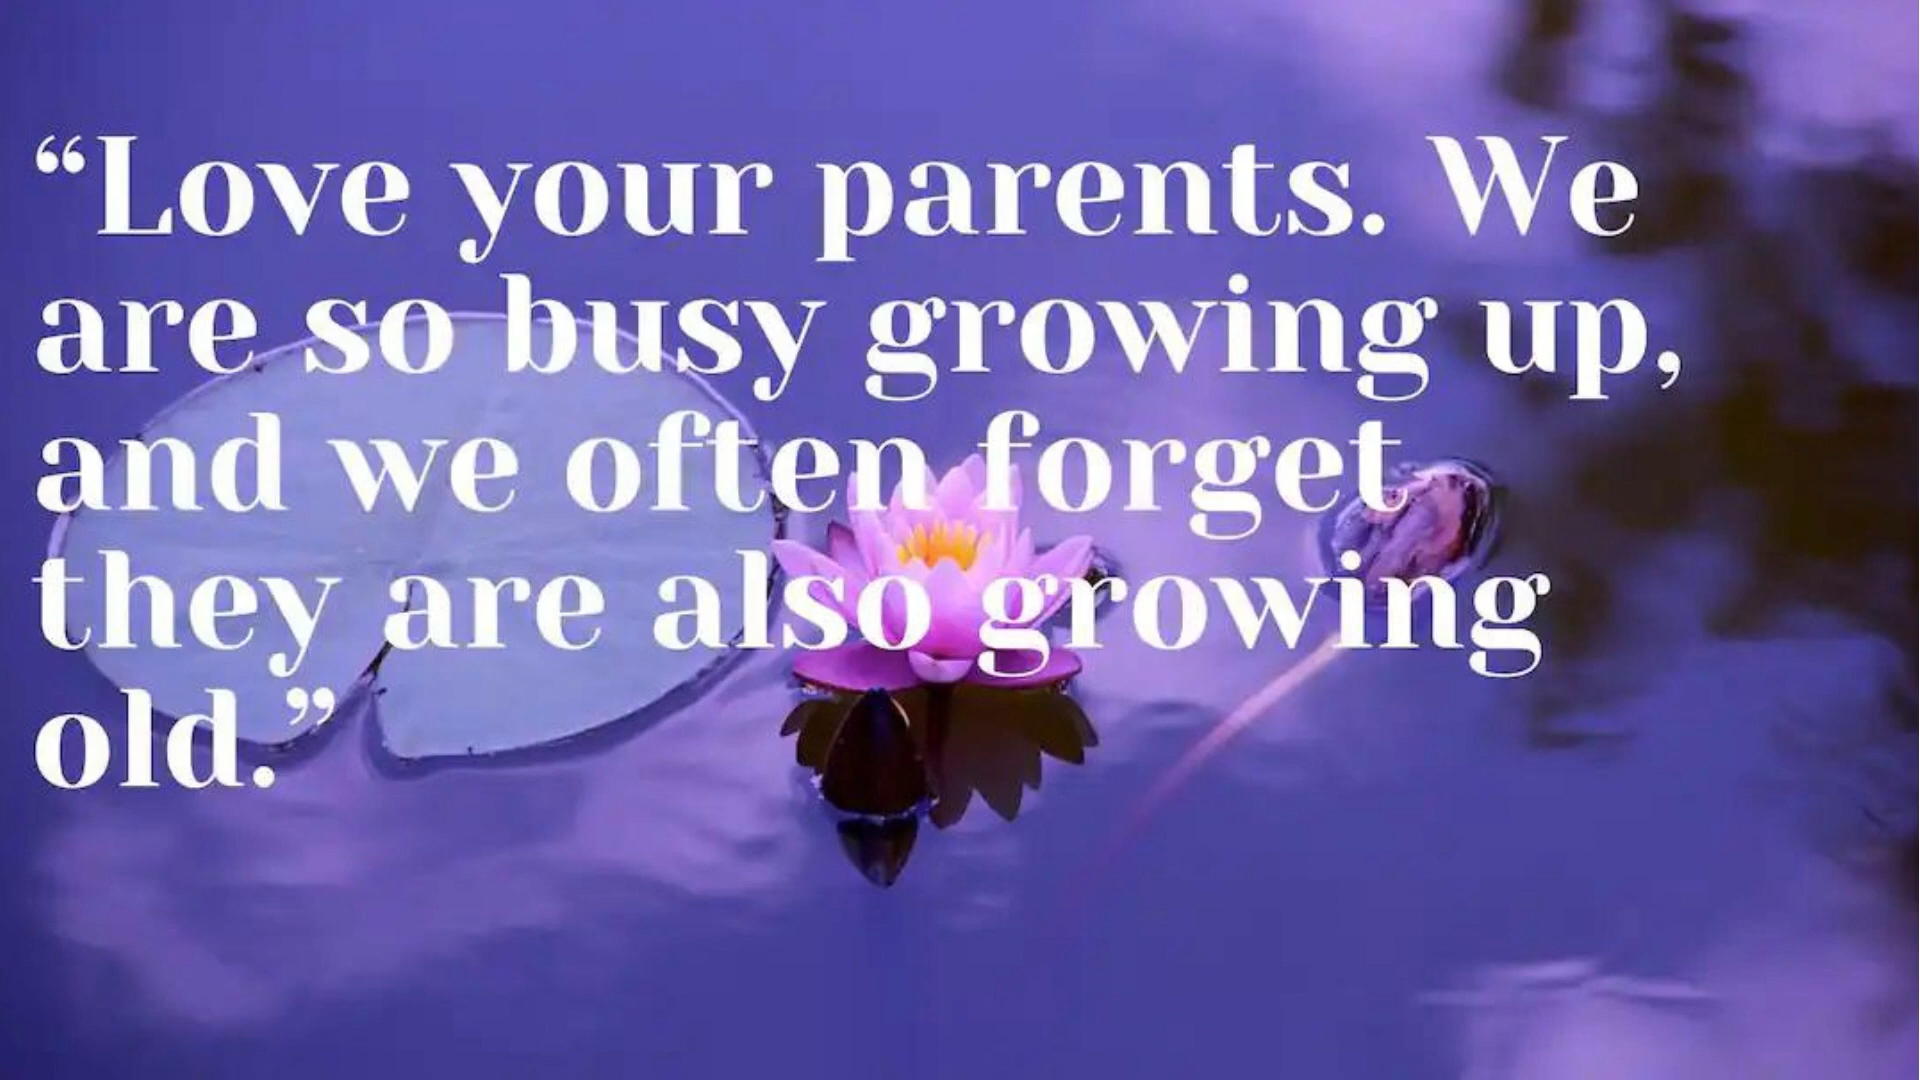 “Love your parents. We
are so busy growing up,
and we often forget
they are also growing
old.”